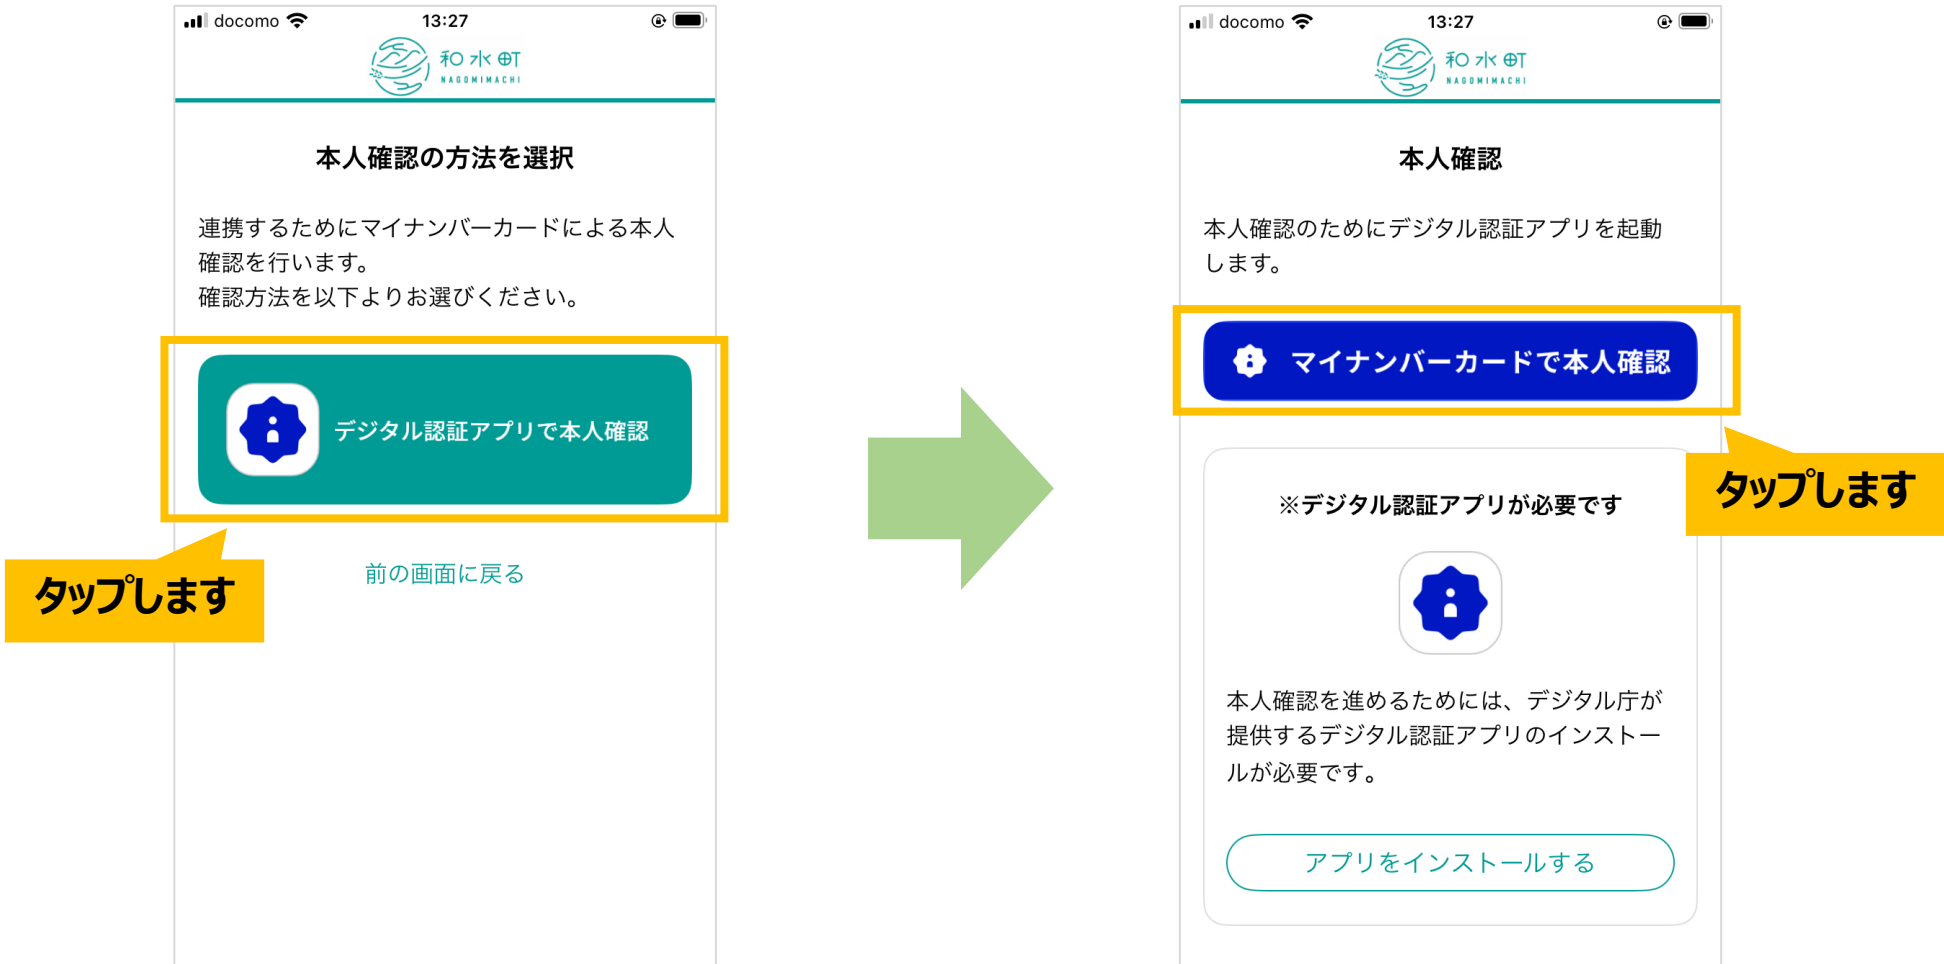 docomo
13:27
和水町
NAGOMIMACHI
本人確認の方法を選択
連携するためにマイナンバーカードによる本人
確認を行います。
確認方法を以下よりお選びください。
デジタル認証アプリで本人確認
タップします
前の画面に戻る
docomo
13:27
和水町
NAGOMIMACHI
本人確認
本人確認のためにデジタル認証アプリを起動
します。
マイナンバーカードで本人確認
タップします
※デジタル認証アプリが必要です
本人確認を進めるためには、デジタル庁が
提供するデジタル認証アプリのインストー
ルが必要です。
アプリをインストールする